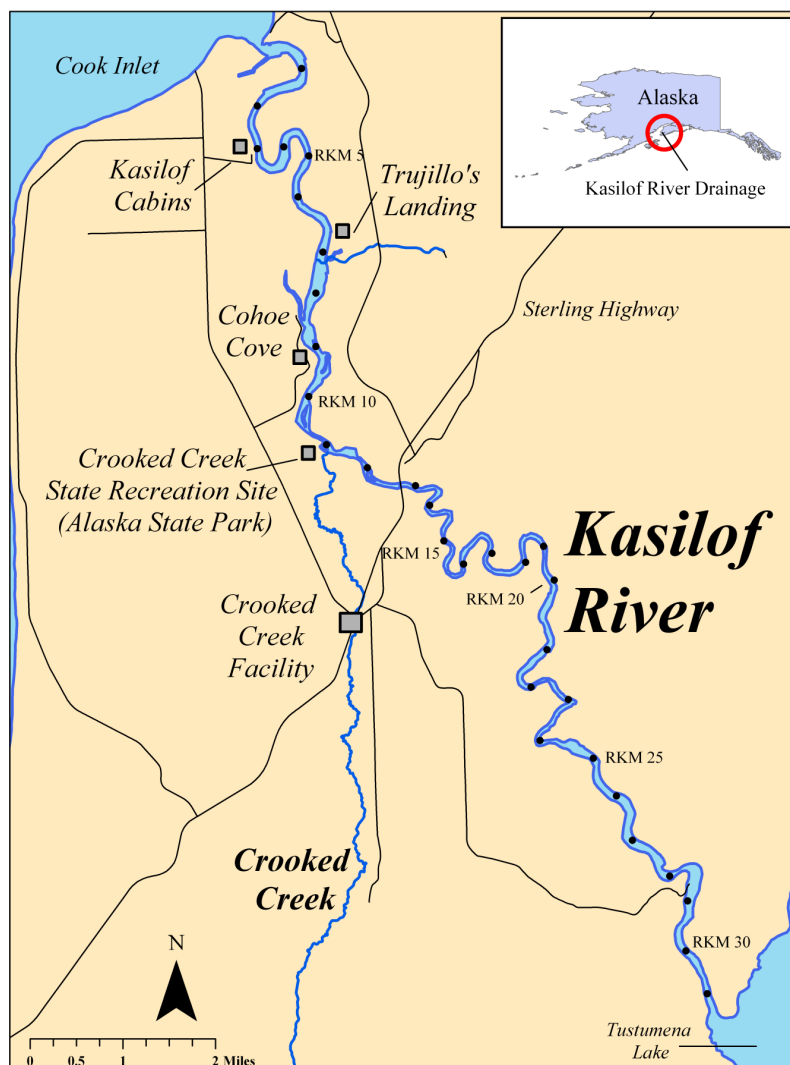 Cook Inlet
Alaska
Kasilof River Drainage
Kasilof
Cabins
RKM 5
Trujillo's
Landing
Sterling Highway
Cohoe
Cove
RKM 10
Crooked Creek
State Recreation Site
(Alaska State Park)
Kasilof
River
RKM 15
RKM 20
Crooked
Creek
Facility
RKM 25
Crooked
Creek
RKM 30
N
Tustumena
Lake
0 0.5 1 2 Miles